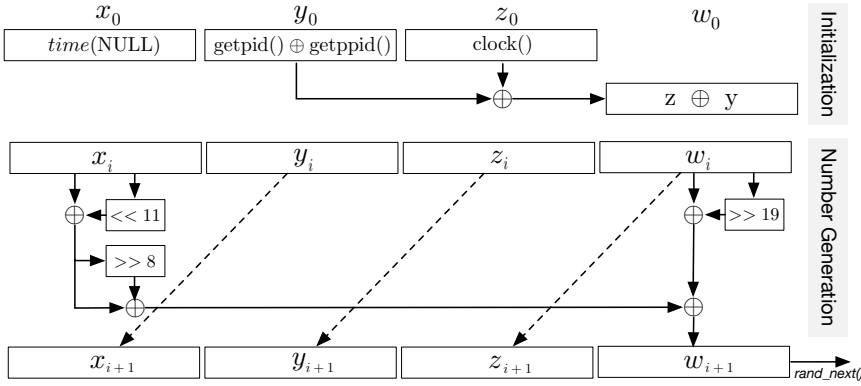 x₀ y₀ z₀ w₀
time(NULL) getpid() ⊕ getppid() clock()
⊕ z ⊕ y
Initialization
xᵢ yᵢ zᵢ wᵢ
⊕ << 11 ⊕ >> 19
>> 8
⊕ ⊕
Number Generation
xᵢ₊₁ yᵢ₊₁ zᵢ₊₁ wᵢ₊₁
rand_next()